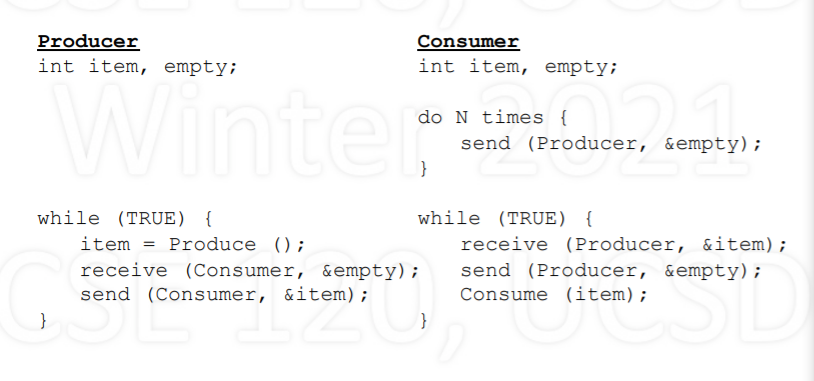 Producer Consumer
int item, empty; int item, empty;
do N times {
send (Producer, &empty);
}
while (TRUE) { while (TRUE) {
item = Produce (); receive (Producer, &item);
receive (Consumer, &empty); send (Producer, &empty);
send (Consumer, &item); Consume (item);
} }
Winter 2021
CSE 120, UCSD